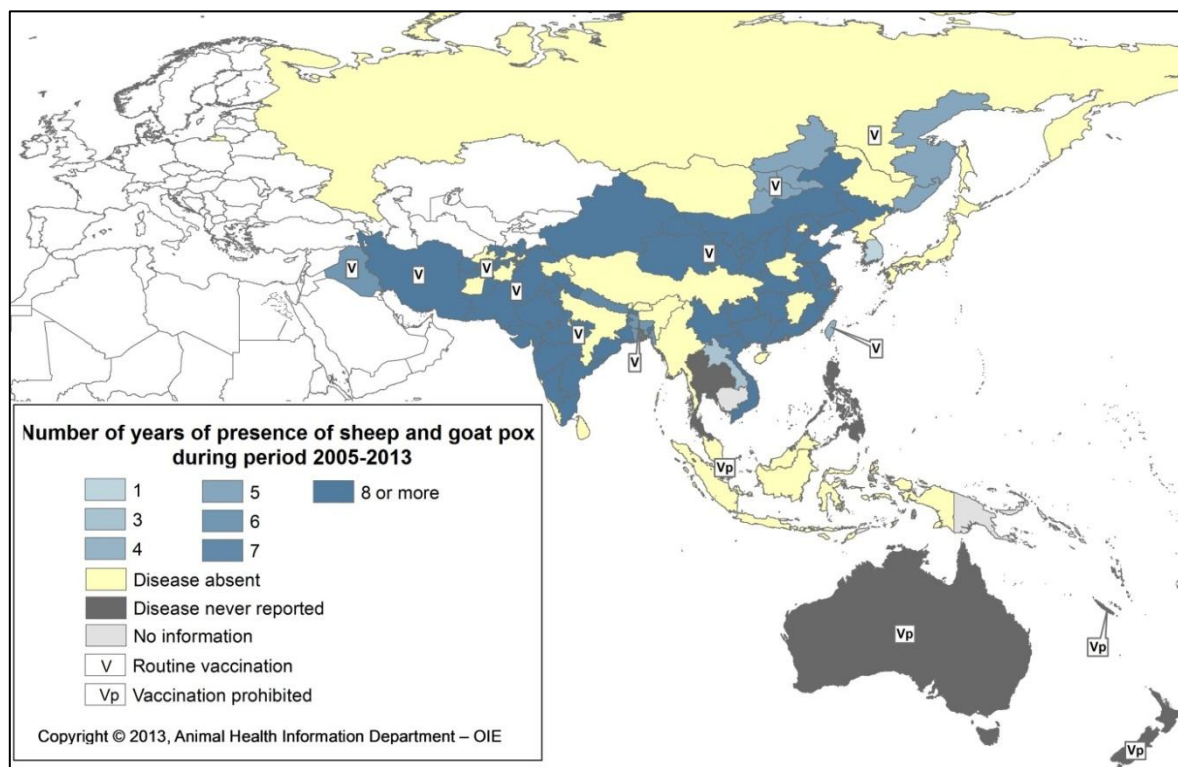 V
V
V
V
V
V
V
V
V
V
Vp
Vp
Vp
Vp
Number of years of presence of sheep and goat pox
during period 2005-2013
1 5 8 or more
3 6
4 7
Disease absent
Disease never reported
No information
V Routine vaccination
Vp Vaccination prohibited
Copyright © 2013, Animal Health Information Department – OIE